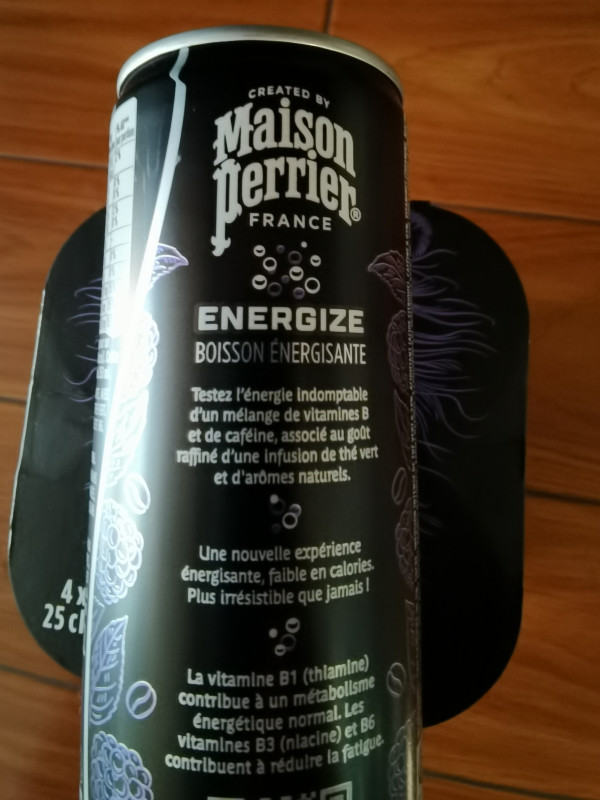 CREATED BY
Maison
perrier®
FRANCE
ENERGIZE
BOISSON ÉNERGISANTE
Testez l'énergie indomptable
d'un mélange de vitamines B
et de caféine, associé au goût
raffiné d'une infusion de thé vert
et d'arômes naturels.
Une nouvelle expérience
énergisante, faible en calories.
Plus irrésistible que jamais !
La vitamine B1 (thiamine)
contribue à un métabolisme
énergétique normal. Les
vitamines B3 (niacine) et B6
contribuent à réduire la fatigue.
4 x
25 cl